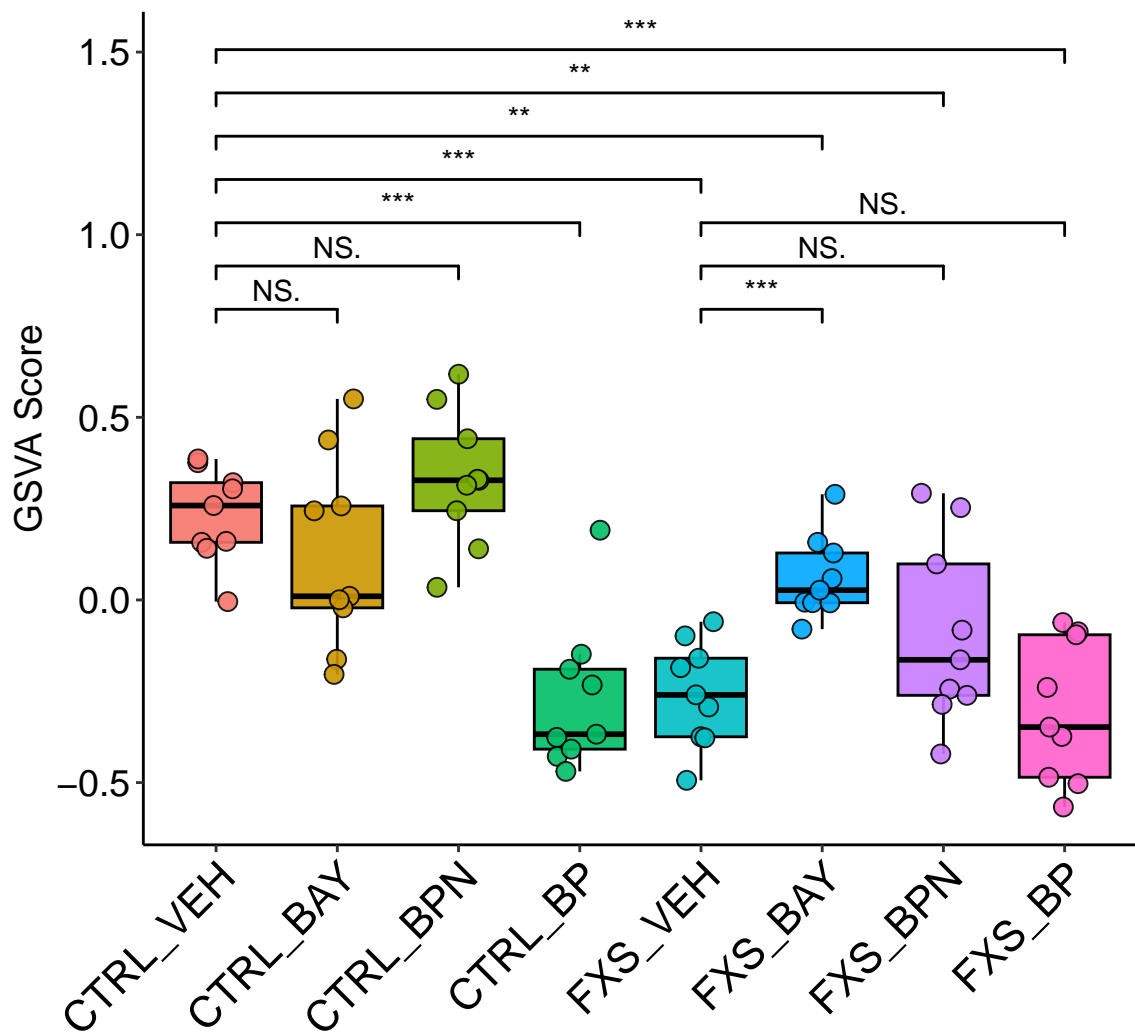 ***
1.5
**
**
***
***
NS.
1.0
NS.
NS.
NS.
***
GSVA Score
0.5
0.0
−0.5
CTRL_VEH
CTRL_BAY
CTRL_BPN
CTRL_BP
FXS_VEH
FXS_BAY
FXS_BPN
FXS_BP